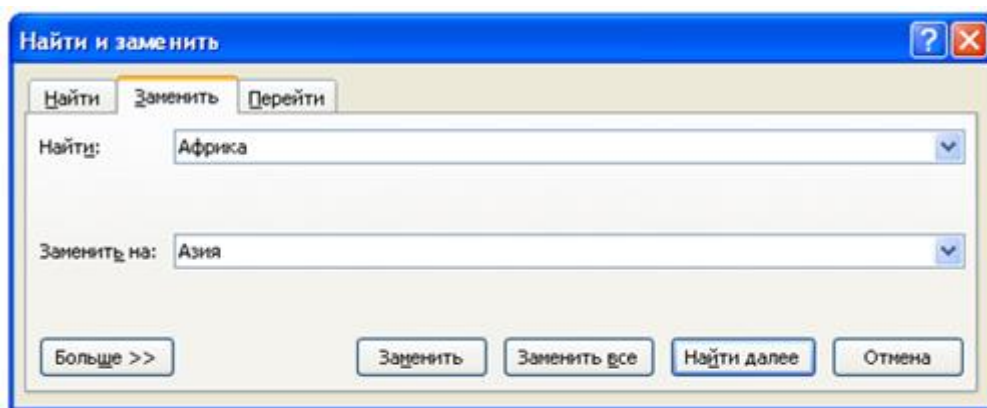 Найти и заменить
Найти Заменить Перейти
Найти: Африка
Заменить на: Азия
Больше >> Заменить Заменить все Найти далее Отмена